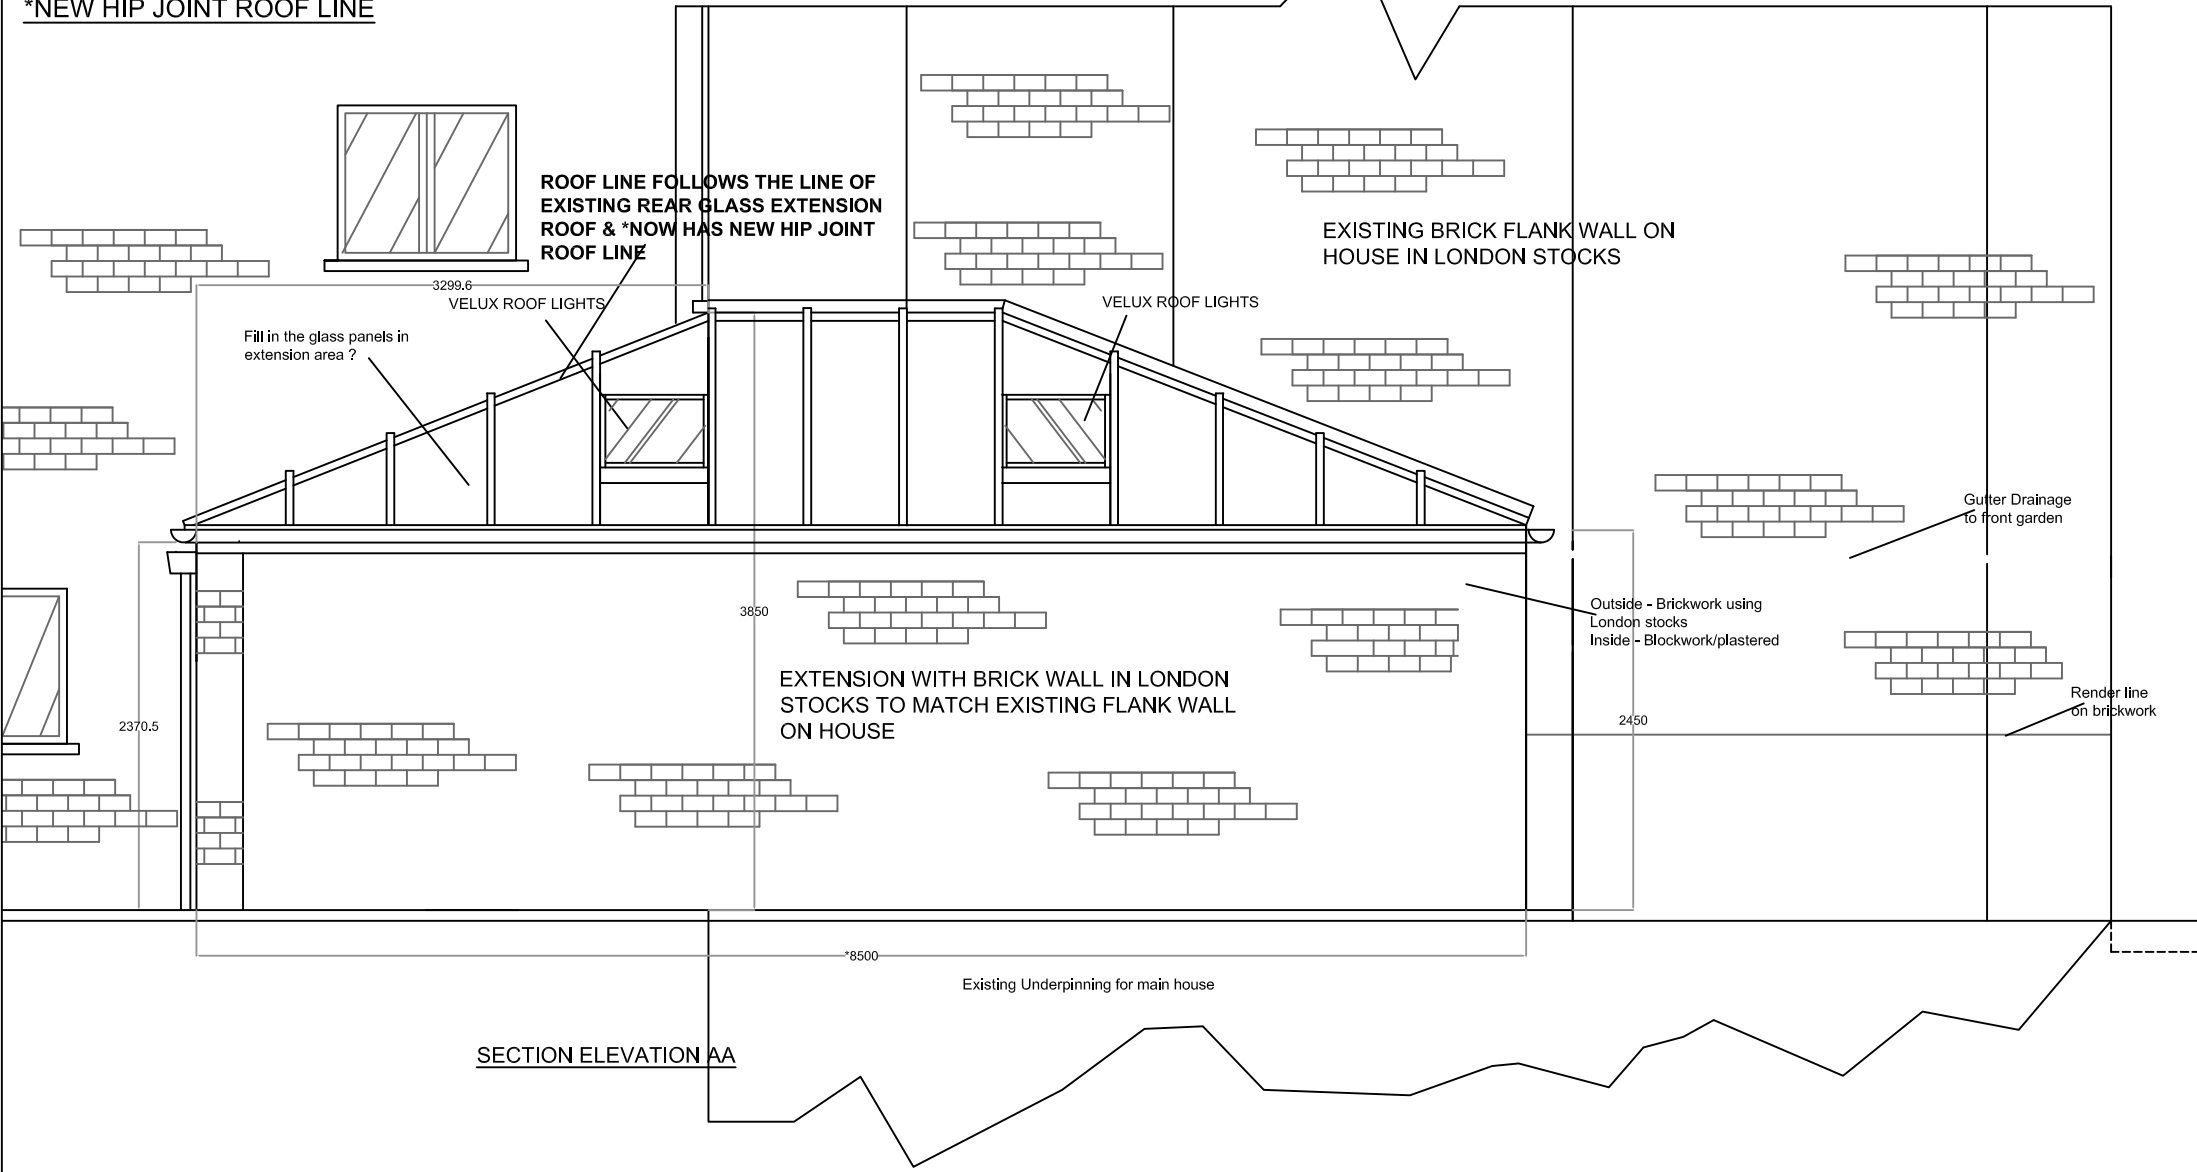 *NEW HIP JOINT ROOF LINE
ROOF LINE FOLLOWS THE LINE OF
EXISTING REAR GLASS EXTENSION
ROOF & *NOW HAS NEW HIP JOINT
ROOF LINE
EXISTING BRICK FLANK WALL ON
HOUSE IN LONDON STOCKS
3299.6
VELUX ROOF LIGHTS
VELUX ROOF LIGHTS
Fill in the glass panels in
extension area ?
Gutter Drainage
to front garden
3850
Outside - Brickwork using
London stocks
Inside - Blockwork/plastered
EXTENSION WITH BRICK WALL IN LONDON
STOCKS TO MATCH EXISTING FLANK WALL
ON HOUSE
Render line
on brickwork
2370.5
2450
*8500
Existing Underpinning for main house
SECTION ELEVATION AA